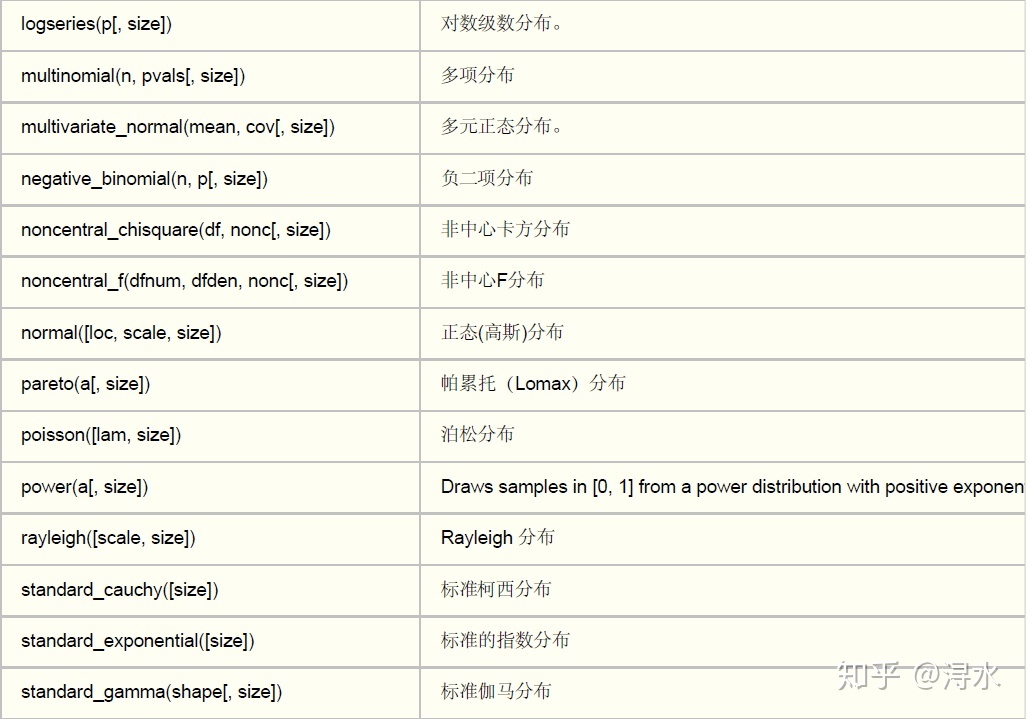 logseries(p[, size]) 对数级数分布。
multinomial(n, pvals[, size]) 多项分布
multivariate_normal(mean, cov[, size]) 多元正态分布。
negative_binomial(n, p[, size]) 负二项分布
noncentral_chisquare(df, nonc[, size]) 非中心卡方分布
noncentral_f(dfnum, dfden, nonc[, size]) 非中心F分布
normal([loc, scale, size]) 正态(高斯)分布
pareto(a[, size]) 帕累托（Lomax）分布
poisson([lam, size]) 泊松分布
power(a[, size]) Draws samples in [0, 1] from a power distribution with positive exponen
rayleigh([scale, size]) Rayleigh 分布
standard_cauchy([size]) 标准柯西分布
standard_exponential([size]) 标准的指数分布
standard_gamma(shape[, size]) 标准伽马分布
知乎 @浔水